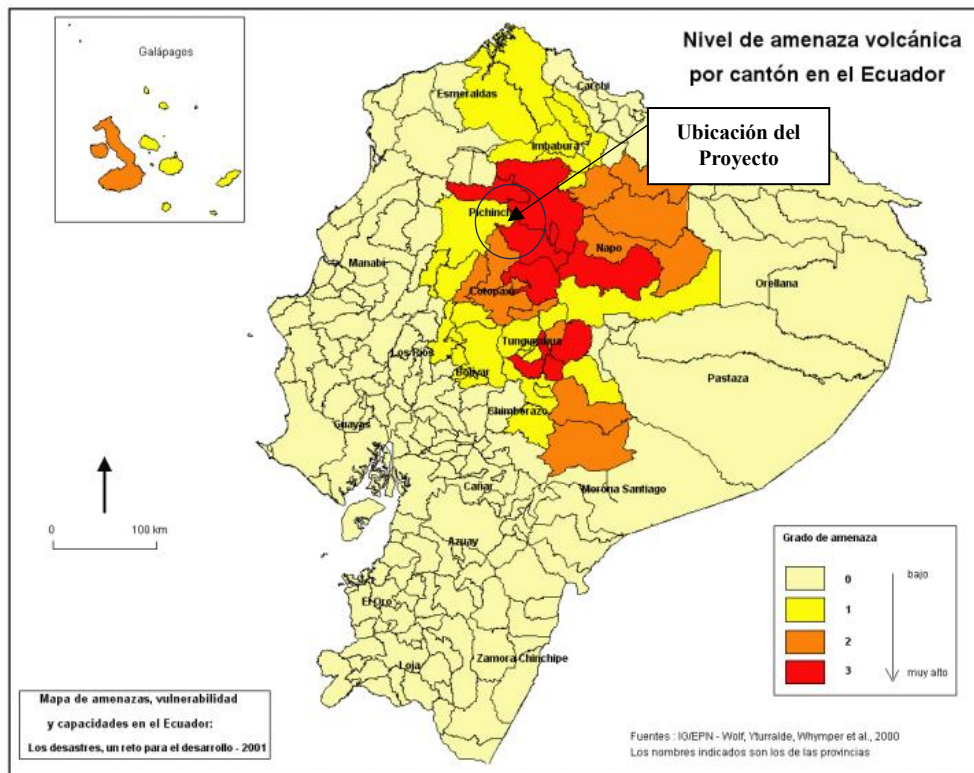 Nivel de amenaza volcánica
por cantón en el Ecuador
Galápagos
Esmeraldas
Carchi
Imbabura
Ubicación del
Proyecto
Pichinch
Napo
Manabí
Orellana
Cotopaxi
Los Ríos
Tungurahua
Bolívar
Pastaza
Chimborazo
Guayas
Cañar
Morona Santiago
0 100 km
Azuay
El Oro
Zamora Chinchipe
Loja
Grado de amenaza
0 bajo
1
2
3 muy alto
Mapa de amenazas, vulnerabilidad
y capacidades en el Ecuador:
Los desastres, un reto para el desarrollo - 2001
Fuentes : IG/EPN - Wolf, Yturralde, Whymper et al., 2000
Los nombres indicados son los de las provincias